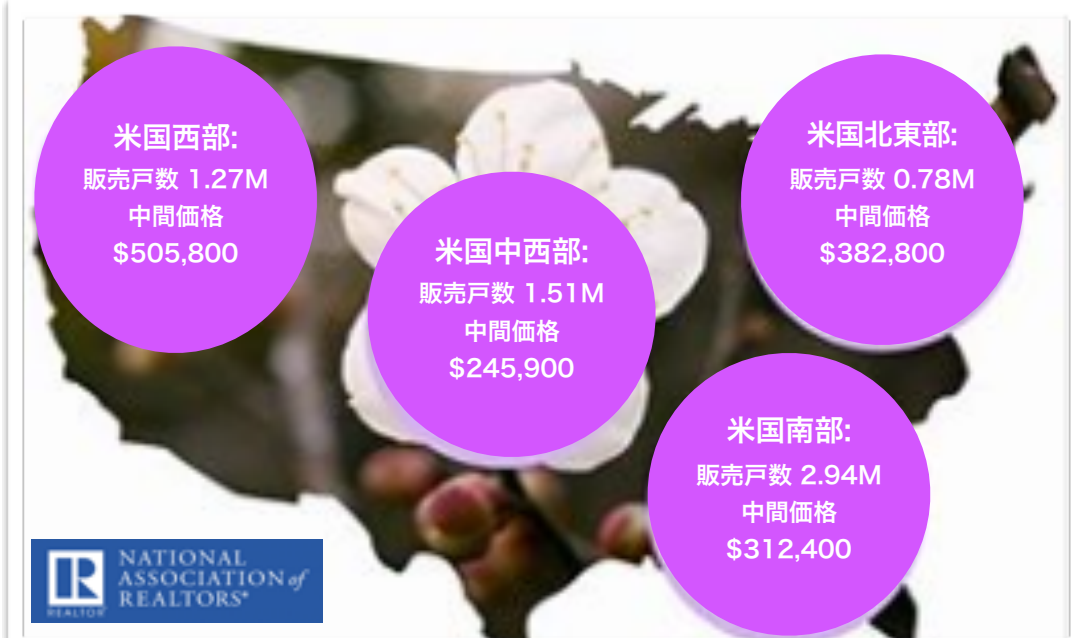 米国西部:
販売戸数 1.27M
中間価格
$505,800
米国中西部:
販売戸数 1.51M
中間価格
$245,900
米国北東部:
販売戸数 0.78M
中間価格
$382,800
米国南部:
販売戸数 2.94M
中間価格
$312,400
R
NATIONAL
ASSOCIATION of
REALTORS®
REALTOR